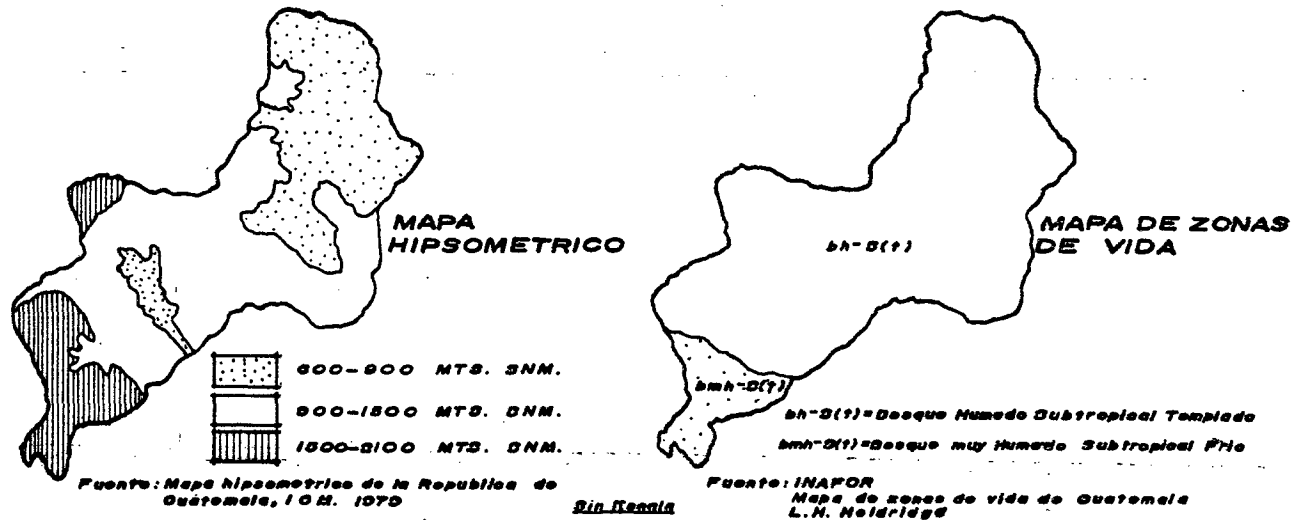 MAPA
HIPSOMETRICO
600-900 MTS. SNM.
900-1500 MTS. SNM.
1500-2100 MTS. SNM.
Fuente: Mapa hipsometrico de la Republica de
Guatemala, IGM. 1979
MAPA DE ZONAS
DE VIDA
bh-S(t)
bmh-S(t)
bh-S(t)=Bosque Humedo Subtropical Templado
bmh-S(t)=Bosque muy Humedo Subtropical Frio
Fuente: INAFOR
Mapa de zonas de vida de Guatemala
L.H. Holdridge
Sin Escala